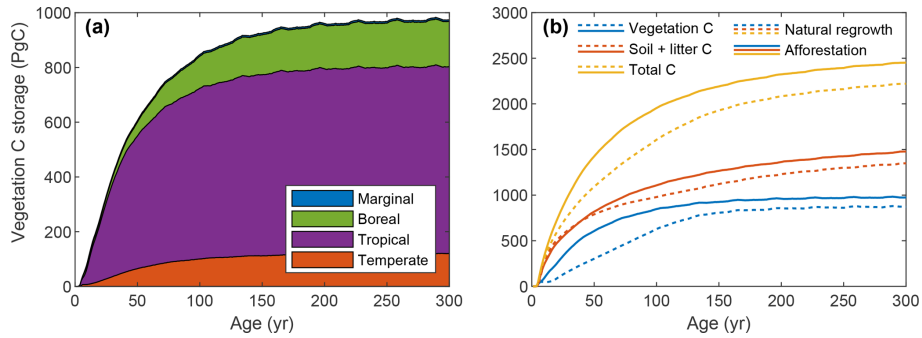 (a)
Vegetation C storage (PgC)
1000
800
600
400
200
0
Marginal
Boreal
Tropical
Temperate
0 50 100 150 200 250 300
Age (yr)
(b)
3000
2500
2000
1500
1000
500
0
Vegetation C
Soil + litter C
Total C
Natural regrowth
Afforestation
0 50 100 150 200 250 300
Age (yr)